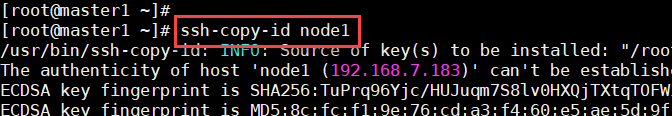 [root@master1 ~]#
[root@master1 ~]# ssh-copy-id node1
/usr/bin/ssh-copy-id: INFO: Source of key(s) to be installed: "/roo
The authenticity of host 'node1 (192.168.7.183)' can't be establishe
ECDSA key fingerprint is SHA256:TuPrq96Yjc/HUJuqm7S8lv0HXQjTXtqTOFW
ECDSA key fingerprint is MD5:8c:fc:f1:9e:76:cd:a3:f4:60:e5:ae:5d:9f